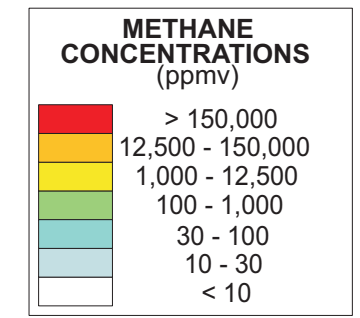 METHANE
CONCENTRATIONS
(ppmv)
> 150,000
12,500 - 150,000
1,000 - 12,500
100 - 1,000
30 - 100
10 - 30
< 10